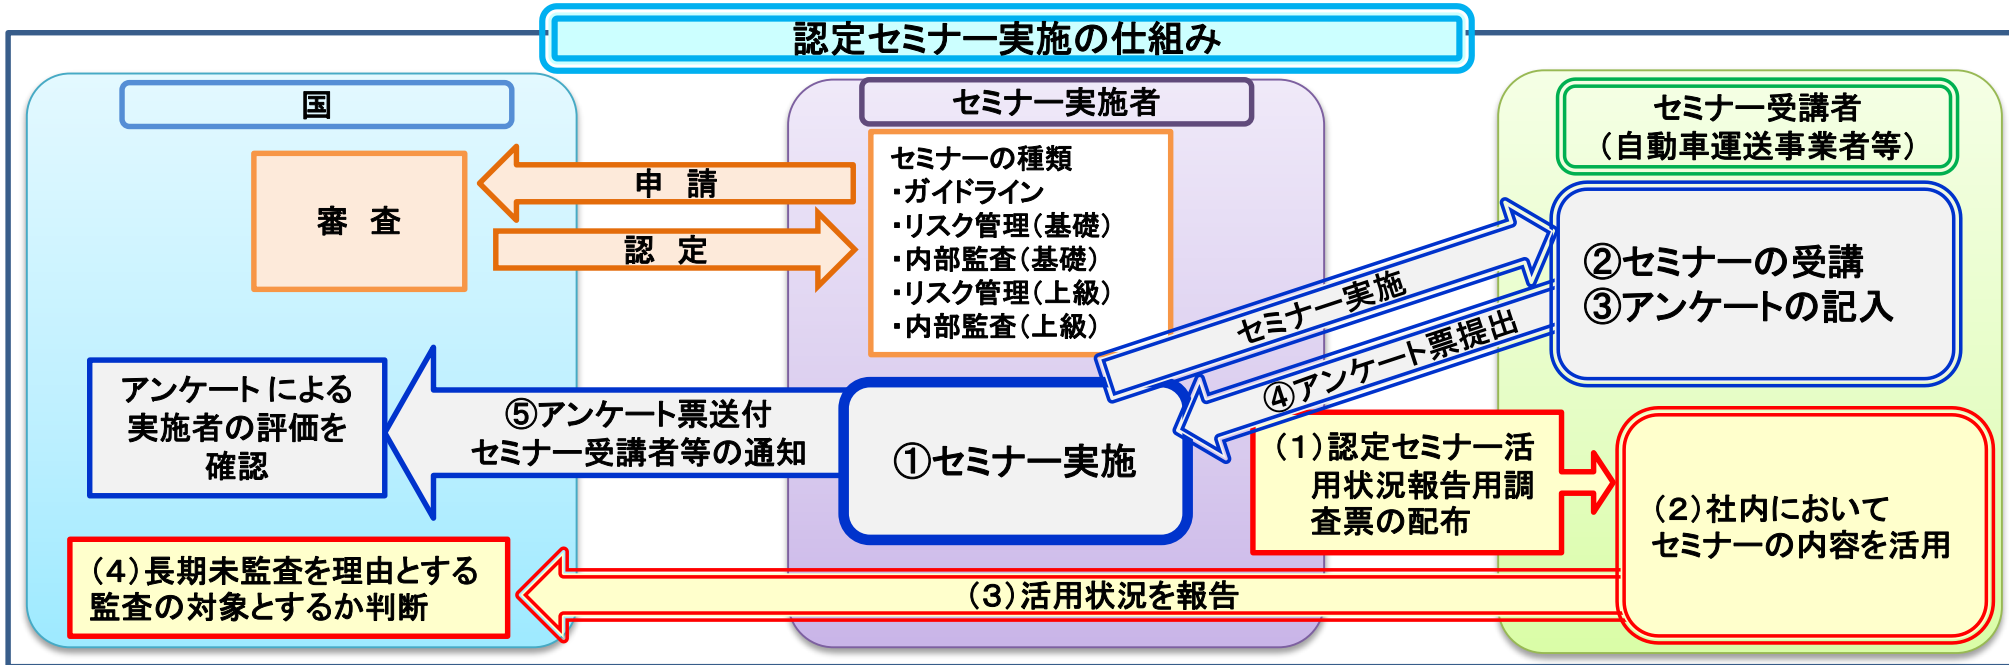 認定セミナー実施の仕組み
国
審 査
申 請
認 定
セミナー実施者
セミナーの種類
・ガイドライン
・リスク管理(基礎)
・内部監査(基礎)
・リスク管理(上級)
・内部監査(上級)
セミナー受講者
(自動車運送事業者等)
②セミナーの受講
③アンケートの記入
セミナー実施
④アンケート票提出
①セミナー実施
⑤アンケート票送付
セミナー受講者等の通知
アンケートによる
実施者の評価を
確認
(1)認定セミナー活
用状況報告用調
査票の配布
(2)社内において
セミナーの内容を活用
(3)活用状況を報告
(4)長期未監査を理由とする
監査の対象とするか判断